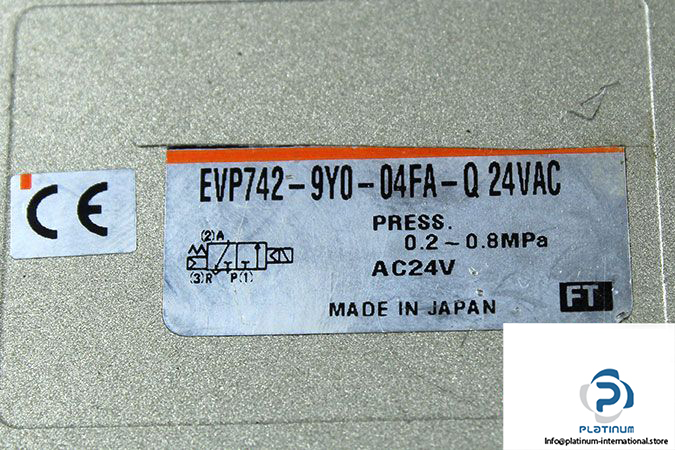 CE
EVP742-9Y0-04FA-Q 24VAC
PRESS.
0.2~0.8MPa
AC24V
(2)A
(3)R P(1)
MADE IN JAPAN
FT
PLATINUM
Info@platinum-international.store